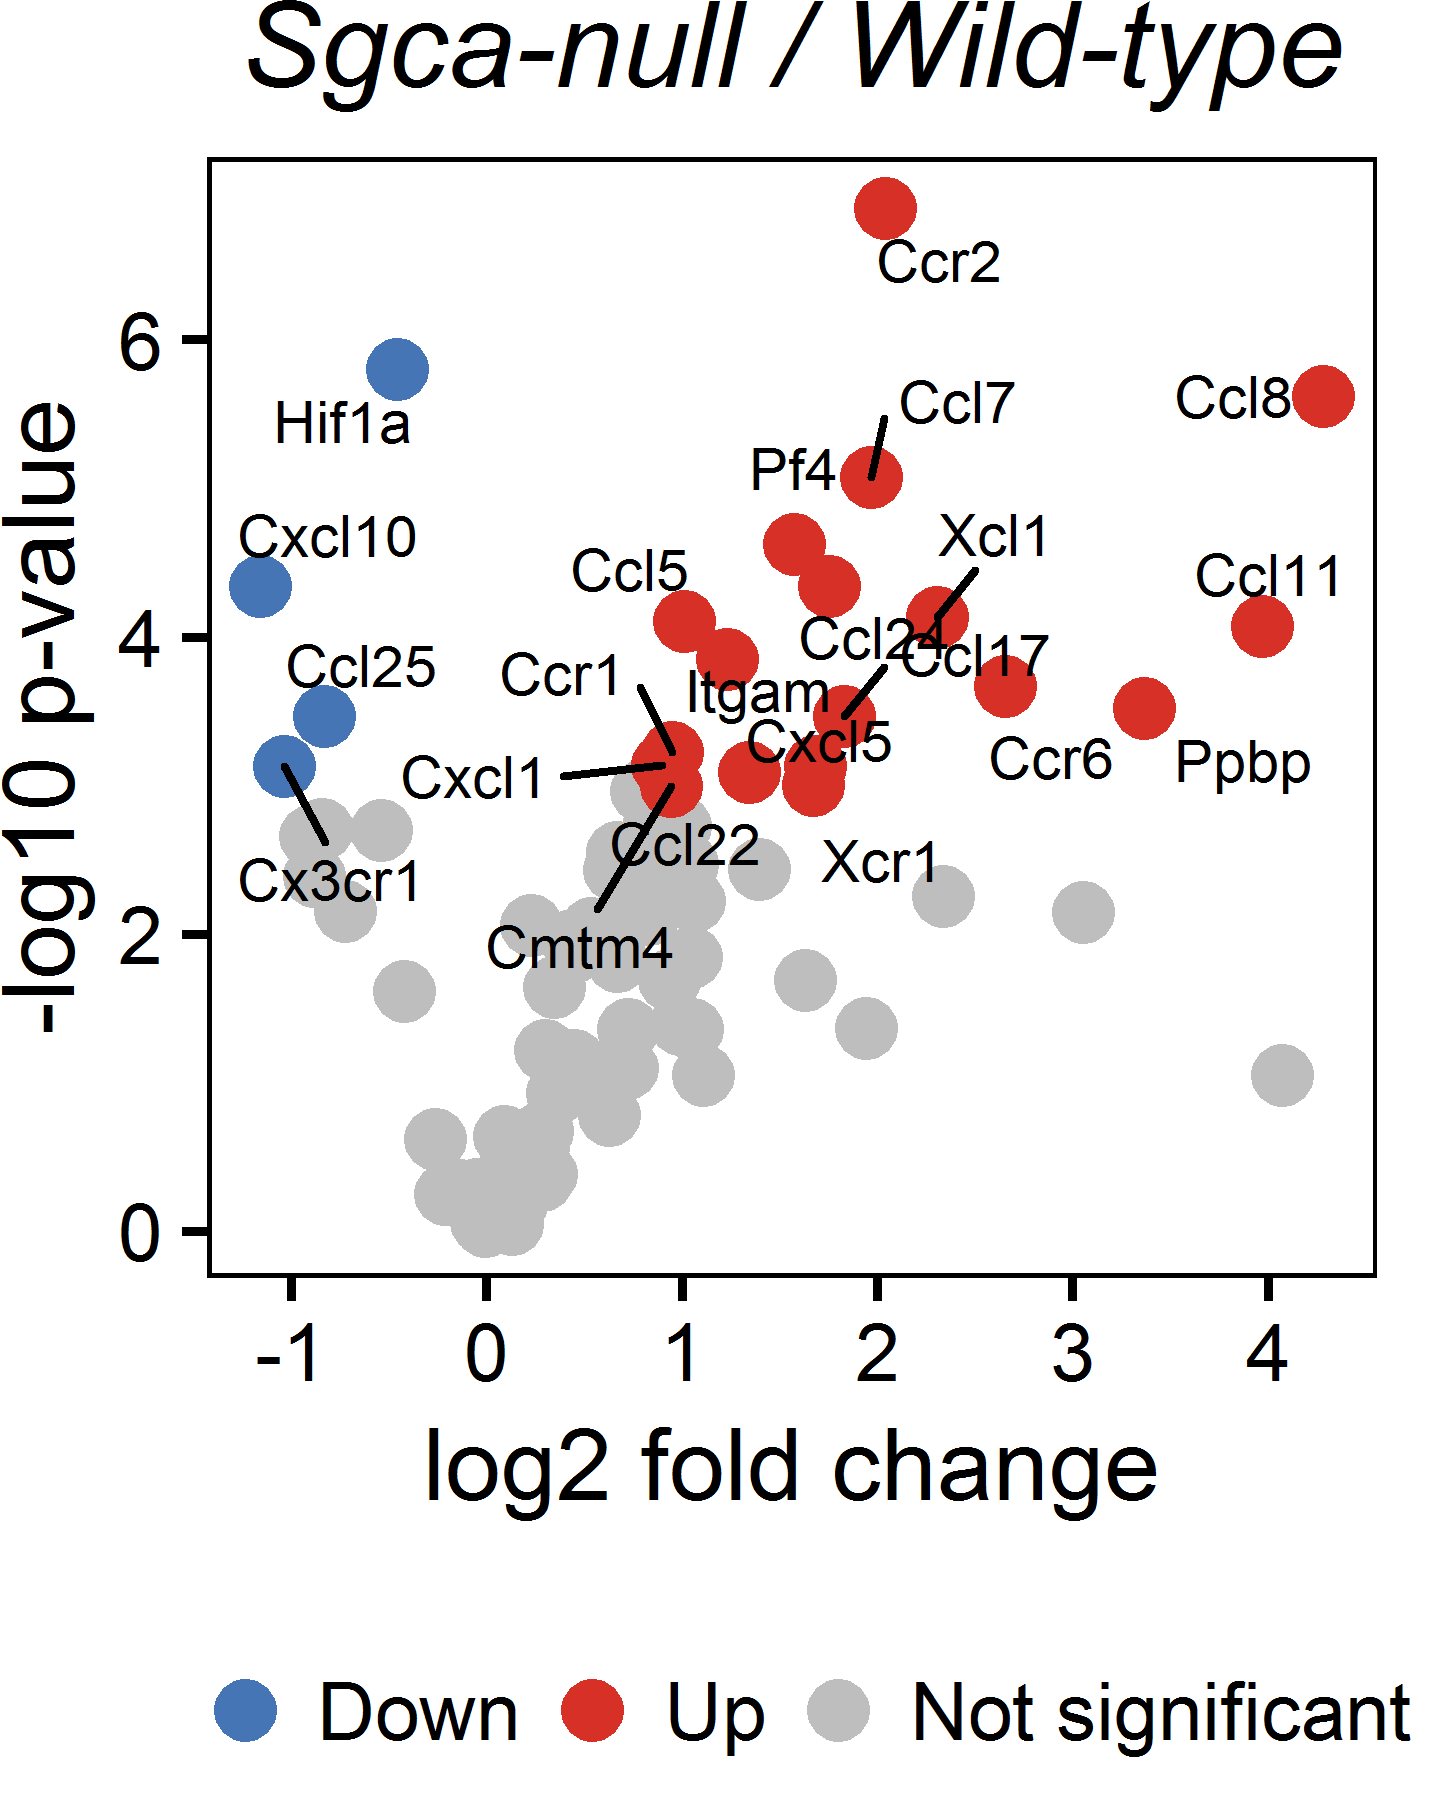 Sgca-null / Wild-type
Ccr2
6
Ccl7
Ccl8
Hif1a
Pf4
Cxcl10
Xcl1
Ccl5
Ccl11
4
Ccl24
Ccl17
Ccl25
Ccr1
Itgam
Cxcl5
Cxcl1
Ccr6
Ppbp
Ccl22
Xcr1
Cx3cr1
2
Cmtm4
0
-log10 p-value
-1 0 1 2 3 4
log2 fold change
Down Up Not significant